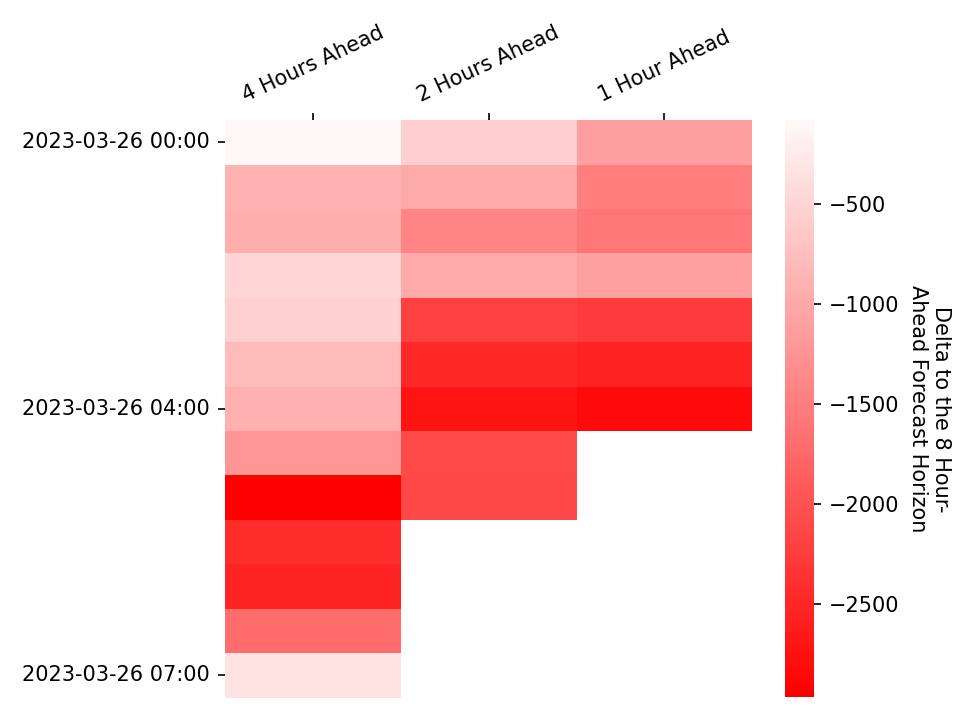 4 Hours Ahead
2 Hours Ahead
1 Hour Ahead
2023-03-26 00:00
2023-03-26 04:00
2023-03-26 07:00
−500
−1000
−1500
−2000
−2500
Delta to the 8 Hour-
Ahead Forecast Horizon